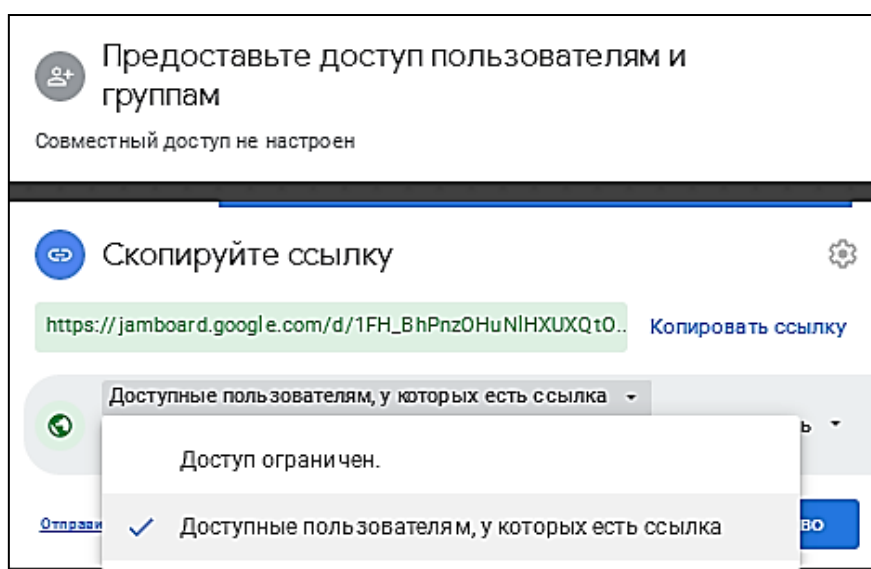 Предоставьте доступ пользователям и
группам
Совместный доступ не настроен
Скопируйте ссылку
https://jamboard.google.com/d/1FH_BhPnzOHuNlHXUXQtO..
Копировать ссылку
Доступные пользователям, у которых есть ссылка
Доступ ограничен.
Доступные пользователям, у которых есть ссылка